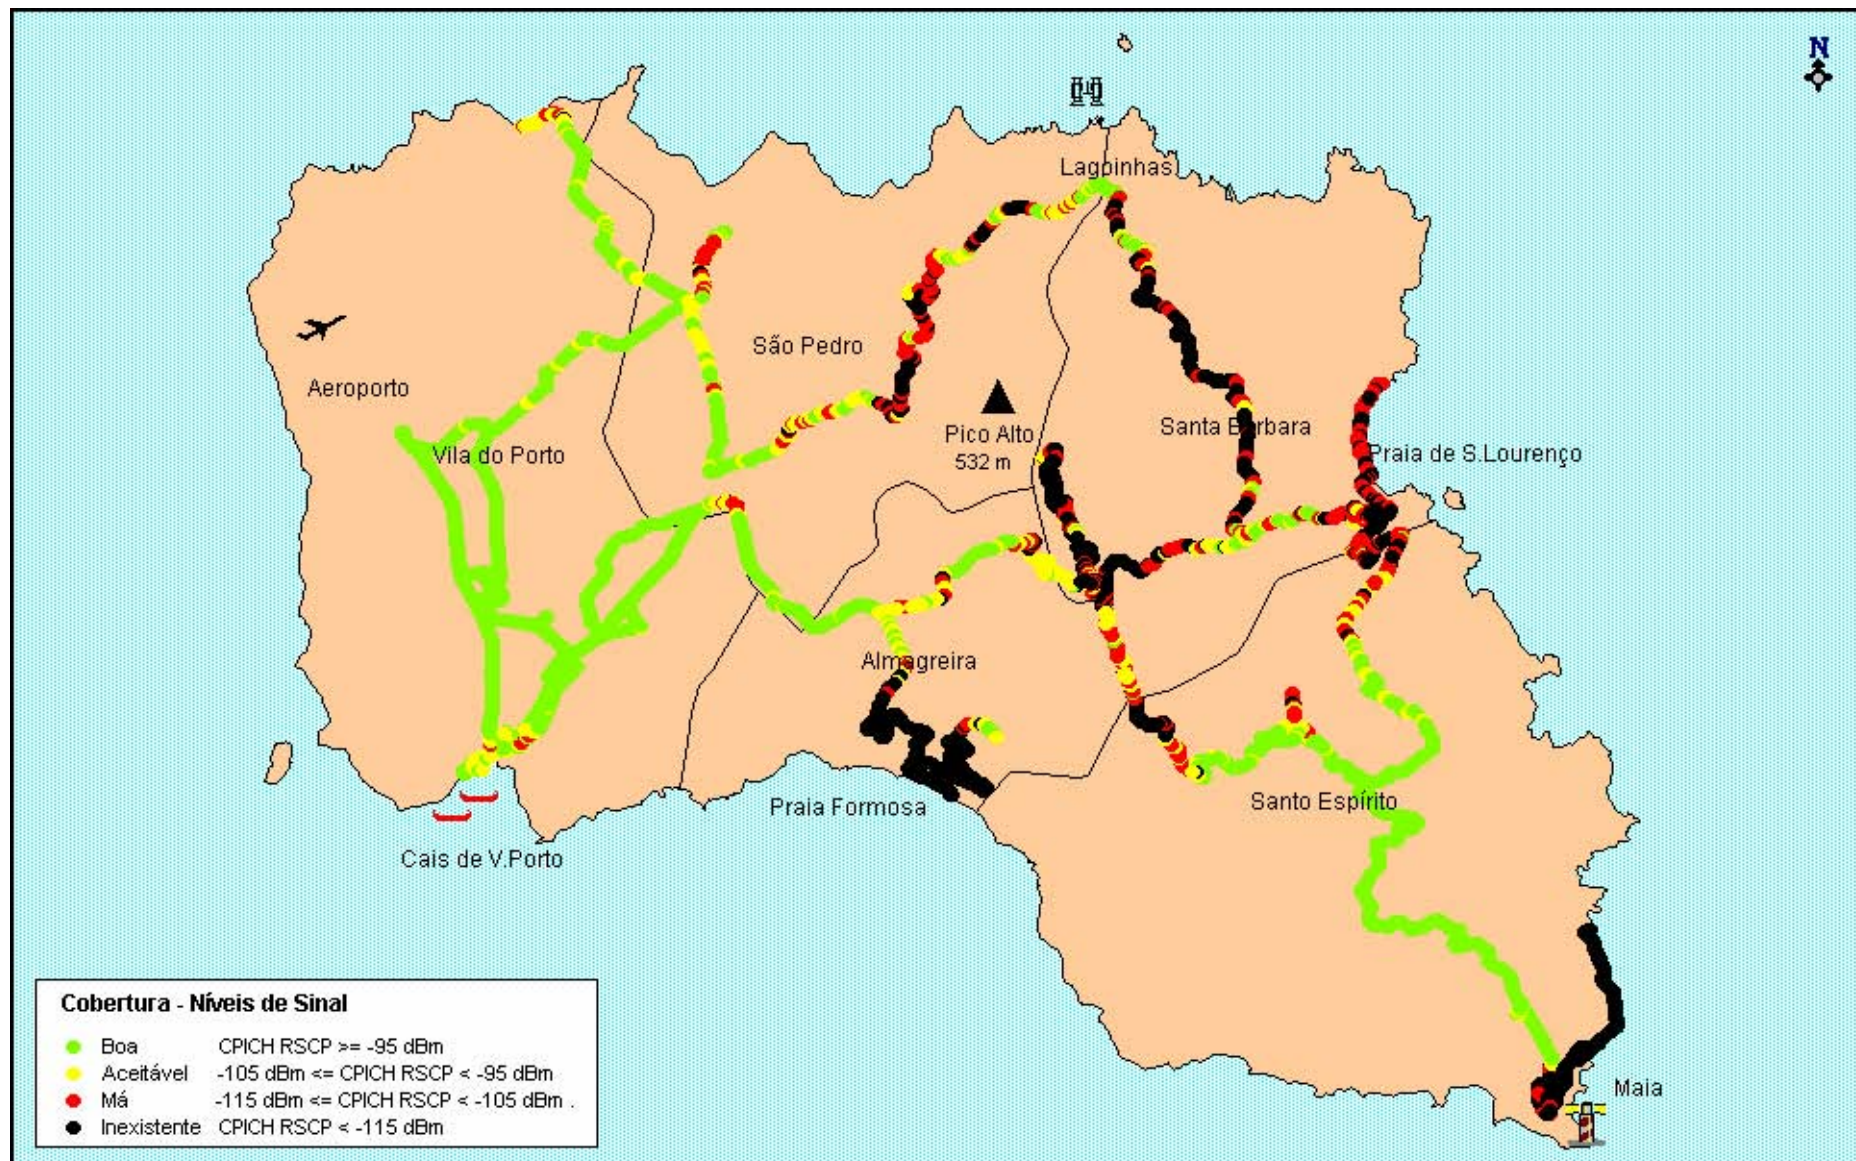 N
Lagoinhas
São Pedro
Aeroporto
Pico Alto
532 m
Santa Bárbara
Vila do Porto
Praia de S.Lourenço
Almagreira
Praia Formosa
Santo Espírito
Cais de V.Porto
Maia
Cobertura - Níveis de Sinal
Boa CPICH RSCP >= -95 dBm
Aceitável -105 dBm <= CPICH RSCP < -95 dBm
Má -115 dBm <= CPICH RSCP < -105 dBm .
Inexistente CPICH RSCP < -115 dBm